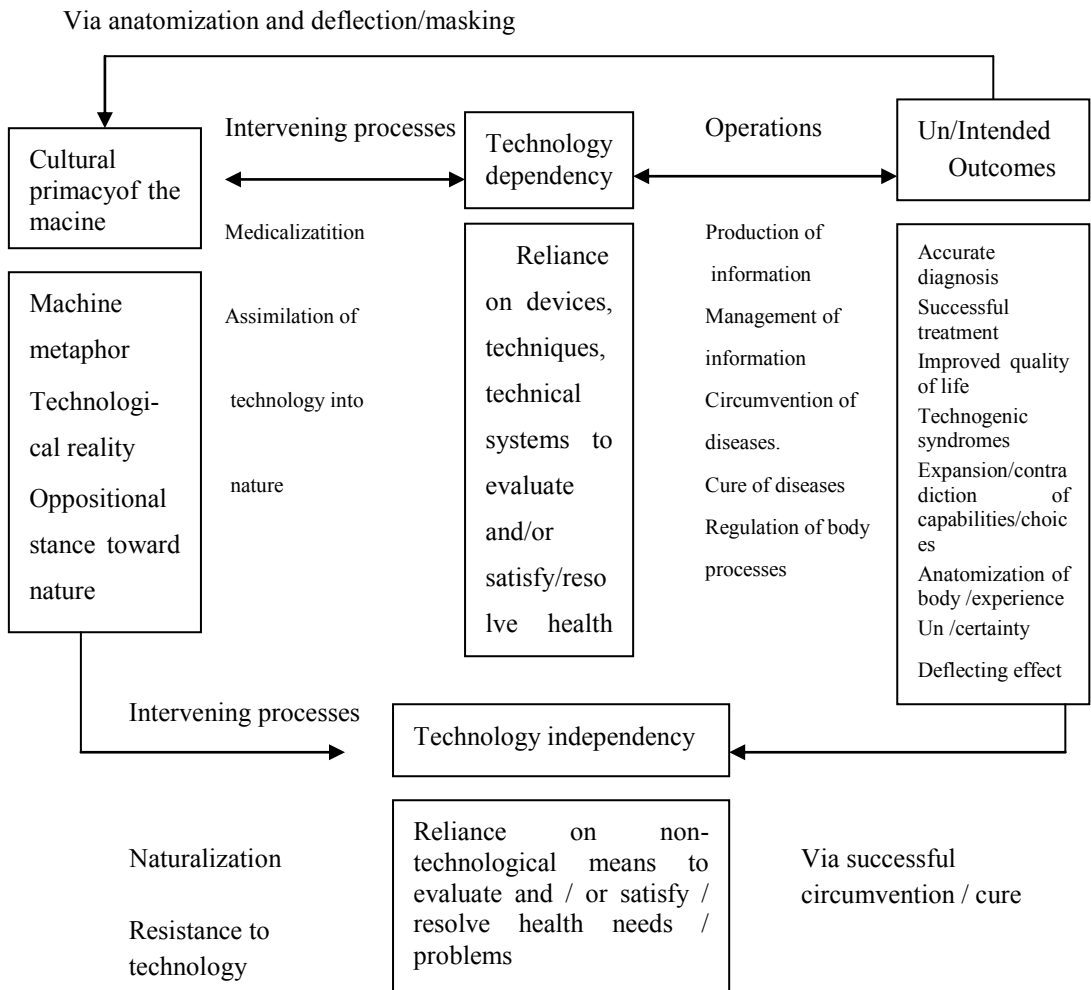 Via anatomization and deflection/masking
Cultural
primacyof the
macine
Intervening processes
Technology
dependency
Operations
Un/Intended
Outcomes
Machine
metaphor
Technologi-
cal reality
Oppositional
stance toward
nature
Medicalizatition
Assimilation of
technology into
nature
Reliance
on devices,
techniques,
technical
systems to
evaluate
and/or
satisfy/reso
lve health
Production of
information
Management of
information
Circumvention of
diseases.
Cure of diseases
Regulation of body
processes
Accurate
diagnosis
Successful
treatment
Improved quality
of life
Technogenic
syndromes
Expansion/contra
diction of
capabilities/choic
es
Anatomization of
body /experience
Un /certainty
Deflecting effect
Intervening processes
Technology independency
Naturalization
Resistance to
technology
Reliance on non-
technological means to
evaluate and / or satisfy /
resolve health needs /
problems
Via successful
circumvention / cure